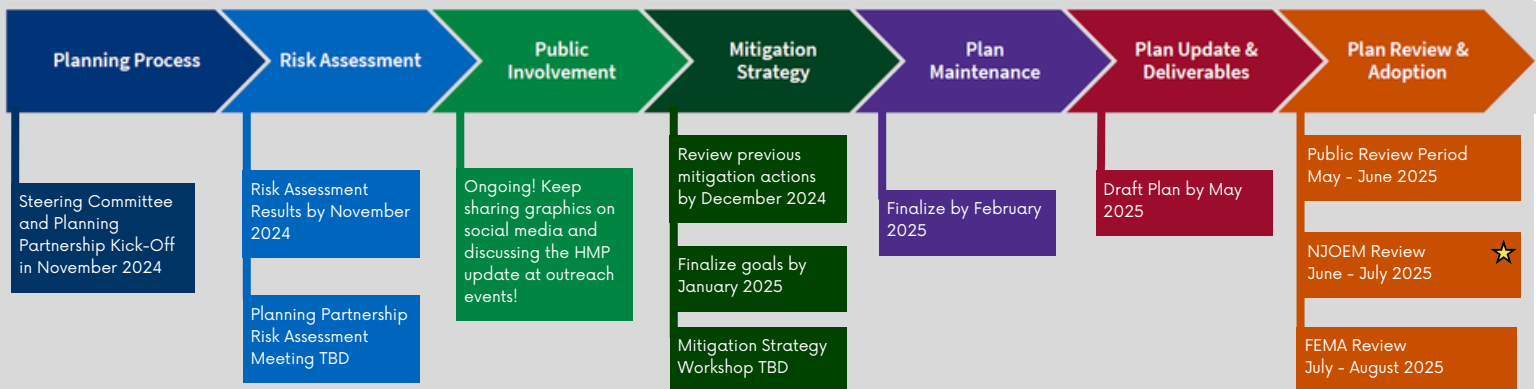 Planning Process
Risk Assessment
Public
Involvement
Mitigation
Strategy
Plan
Maintenance
Plan Update &
Deliverables
Plan Review &
Adoption
Steering Committee
and Planning
Partnership Kick-Off
in November 2024
Risk Assessment
Results by November
2024
Planning Partnership
Risk Assessment
Meeting TBD
Ongoing! Keep
sharing graphics on
social media and
discussing the HMP
update at outreach
events!
Review previous
mitigation actions
by December 2024
Finalize goals by
January 2025
Mitigation Strategy
Workshop TBD
Finalize by February
2025
Draft Plan by May
2025
Public Review Period
May - June 2025
NJOEM Review
June - July 2025
FEMA Review
July - August 2025